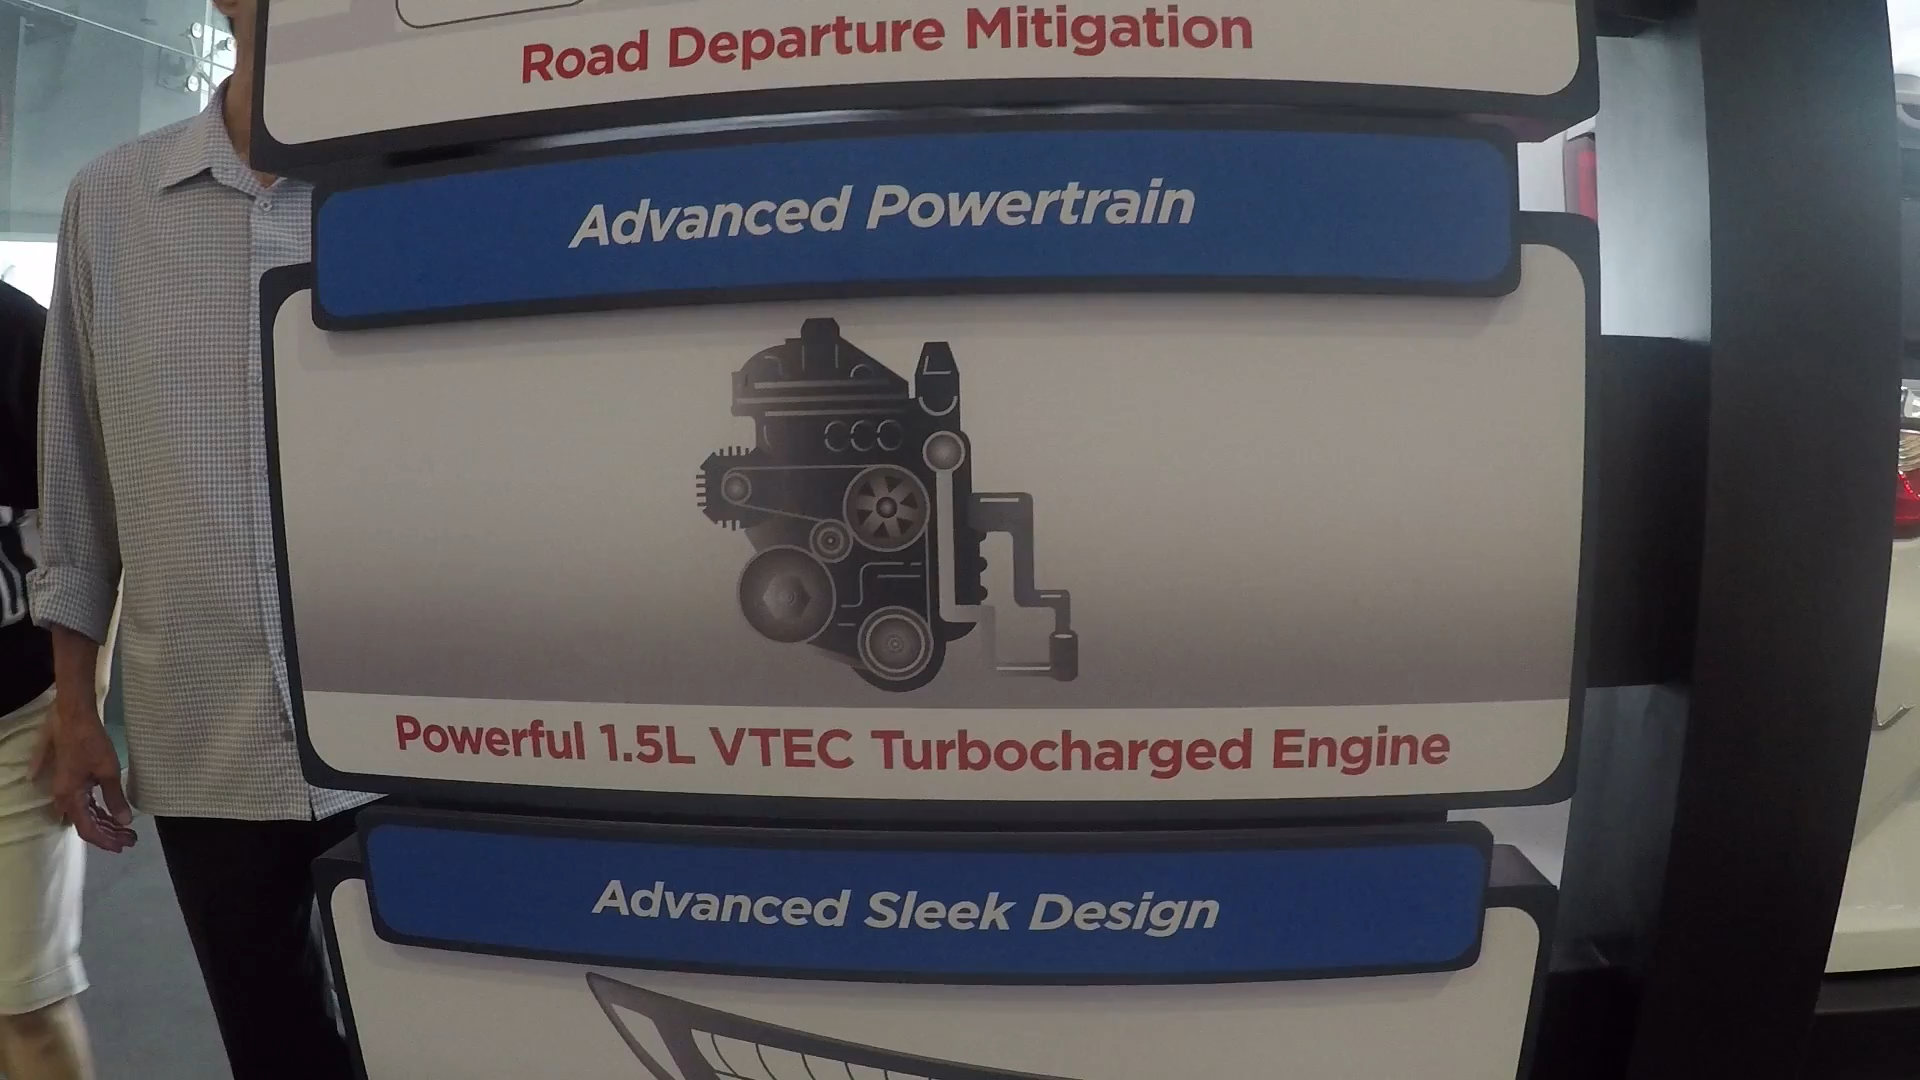 Road Departure Mitigation
Advanced Powertrain
Powerful 1.5L VTEC Turbocharged Engine
Advanced Sleek Design